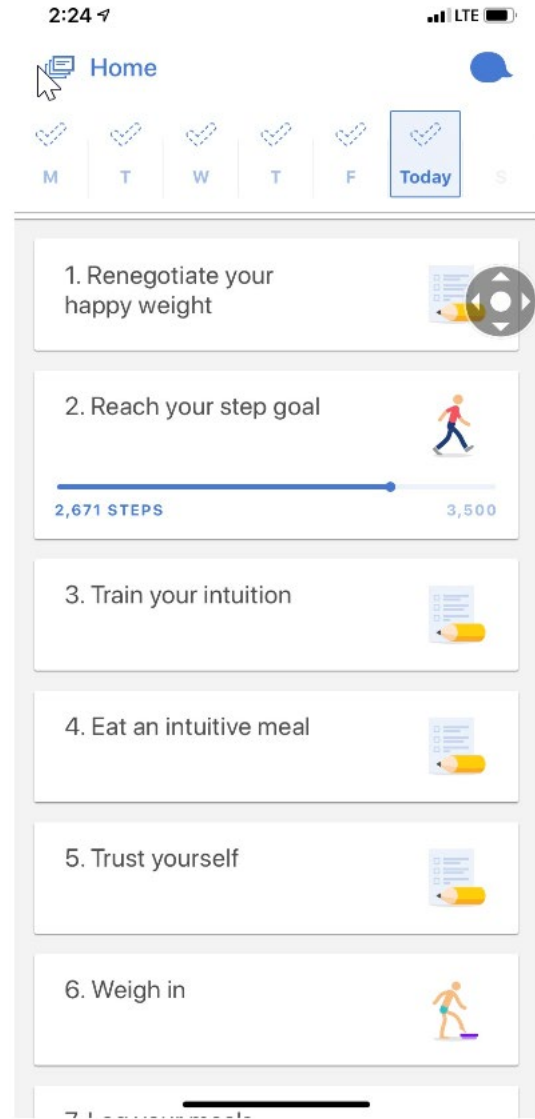 2:24
LTE
Home
M T W T F Today S
1. Renegotiate your
happy weight
2. Reach your step goal
2,671 STEPS
3,500
3. Train your intuition
4. Eat an intuitive meal
5. Trust yourself
6. Weigh in